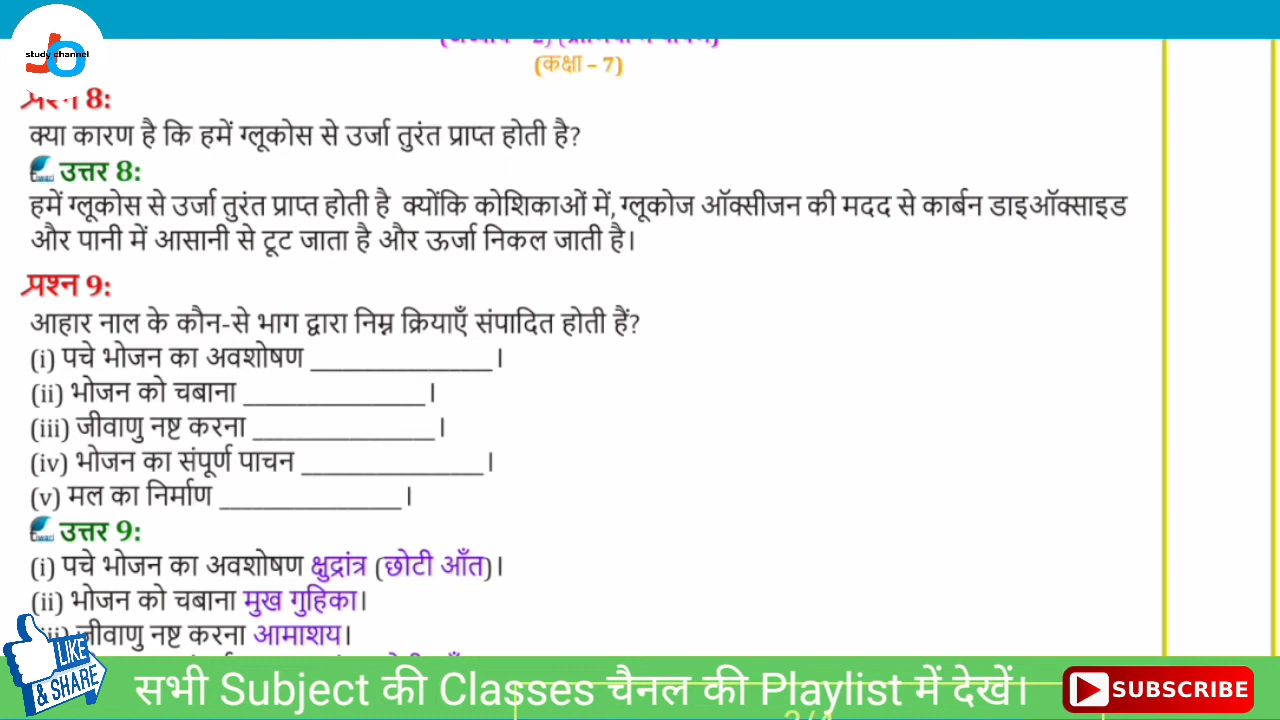 study channel
(कक्षा – 7)
प्रश्न 8:
क्या कारण है कि हमें ग्लूकोस से उर्जा तुरंत प्राप्त होती है?
उत्तर 8:
हमें ग्लूकोस से उर्जा तुरंत प्राप्त होती है क्योंकि कोशिकाओं में, ग्लूकोज ऑक्सीजन की मदद से कार्बन डाइऑक्साइड
और पानी में आसानी से टूट जाता है और ऊर्जा निकल जाती है।
प्रश्न 9:
आहार नाल के कौन-से भाग द्वारा निम्न क्रियाएँ संपादित होती हैं?
(i) पचे भोजन का अवशोषण ______________।
(ii) भोजन को चबाना ______________।
(iii) जीवाणु नष्ट करना ______________।
(iv) भोजन का संपूर्ण पाचन ______________।
(v) मल का निर्माण ______________।
उत्तर 9:
(i) पचे भोजन का अवशोषण क्षुद्रांत्र (छोटी आँत)।
(ii) भोजन को चबाना मुख गुहिका।
जीवाणु नष्ट करना आमाशय।
LIKE
& SHARE
सभी Subject की Classes चैनल की Playlist में देखें।
SUBSCRIBE